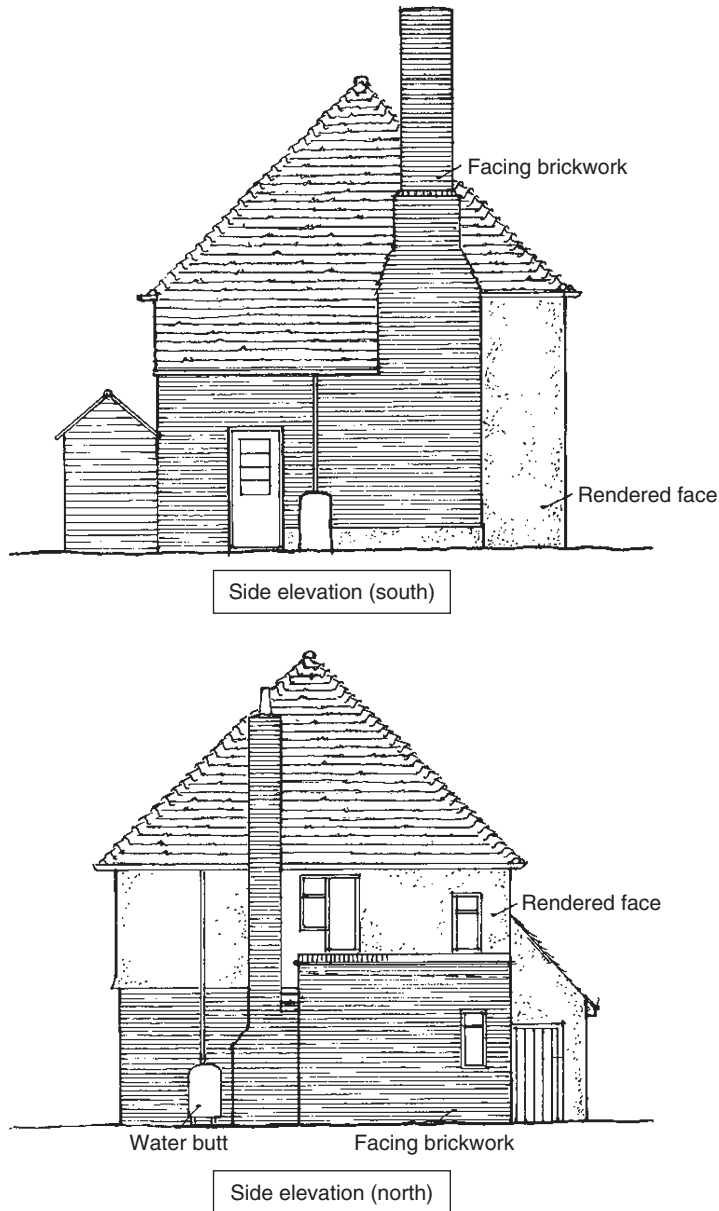 Facing brickwork
Rendered face
Side elevation (south)
Rendered face
Water butt
Facing brickwork
Side elevation (north)